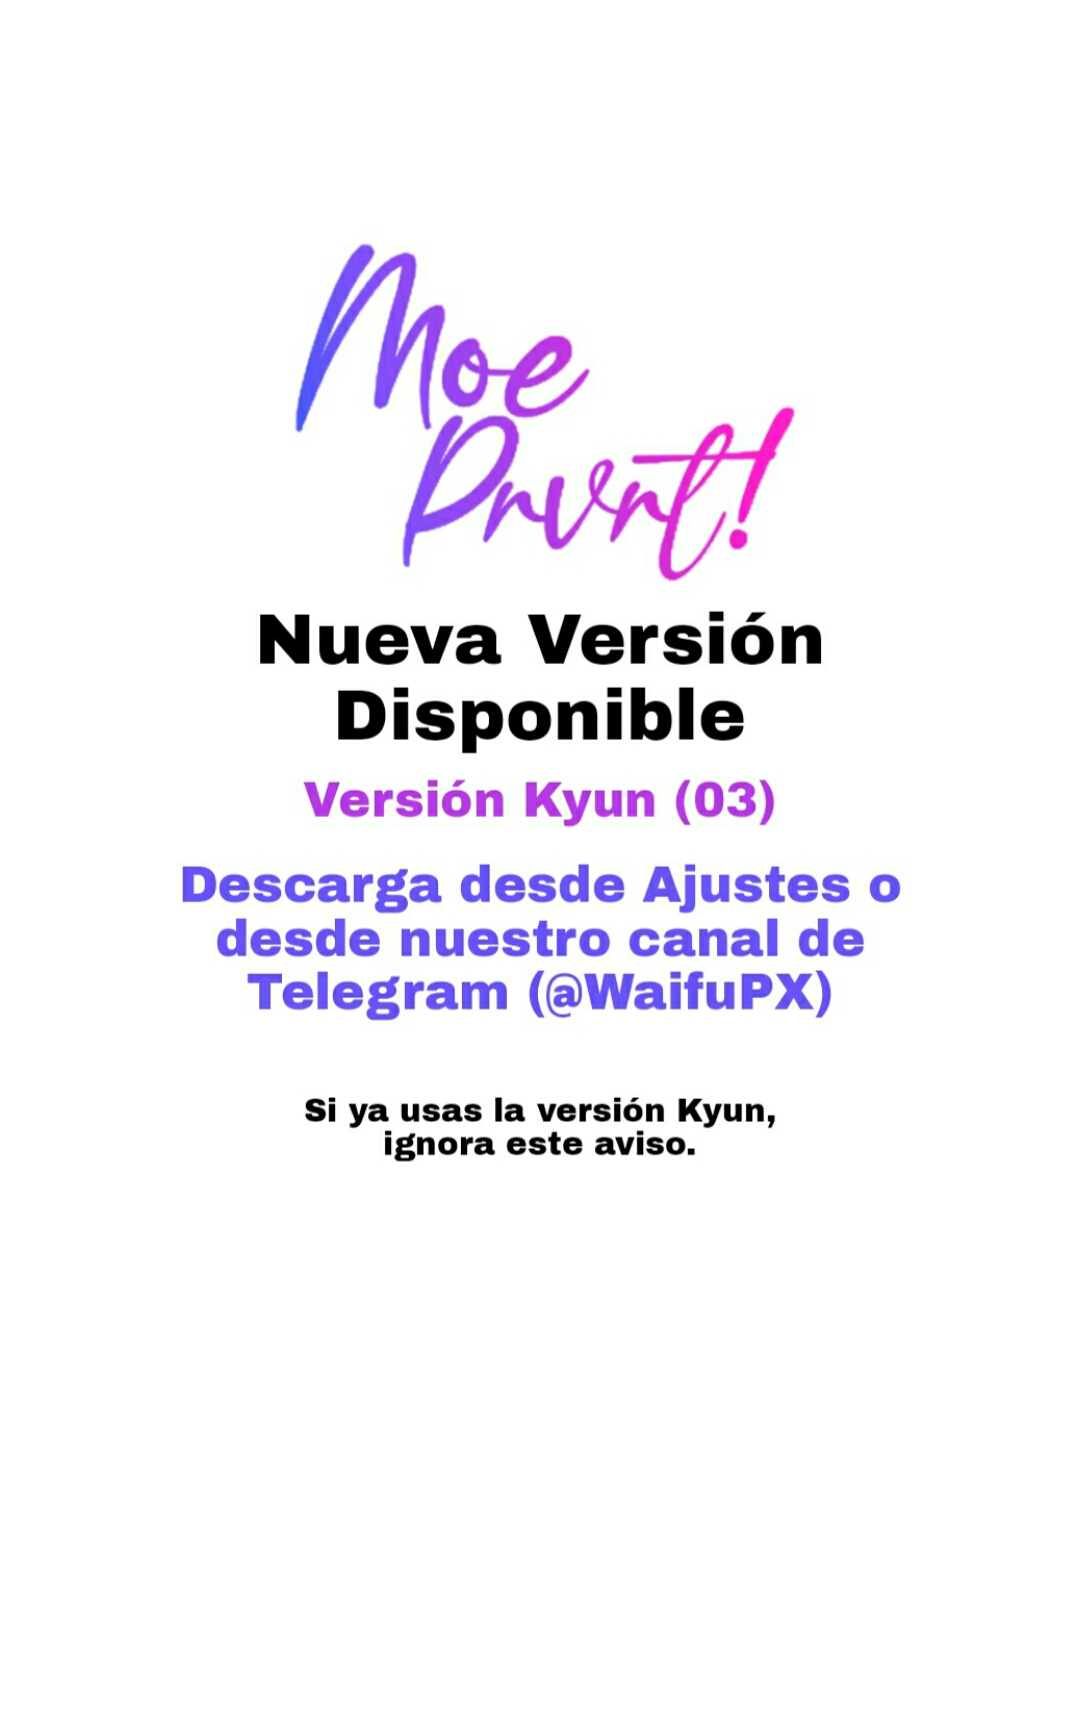 Moe
Prvrt!
Nueva Versión
Disponible
Versión Kyun (03)
Descarga desde Ajustes o
desde nuestro canal de
Telegram (@WaifuPX)
Si ya usas la versión Kyun,
ignora este aviso.